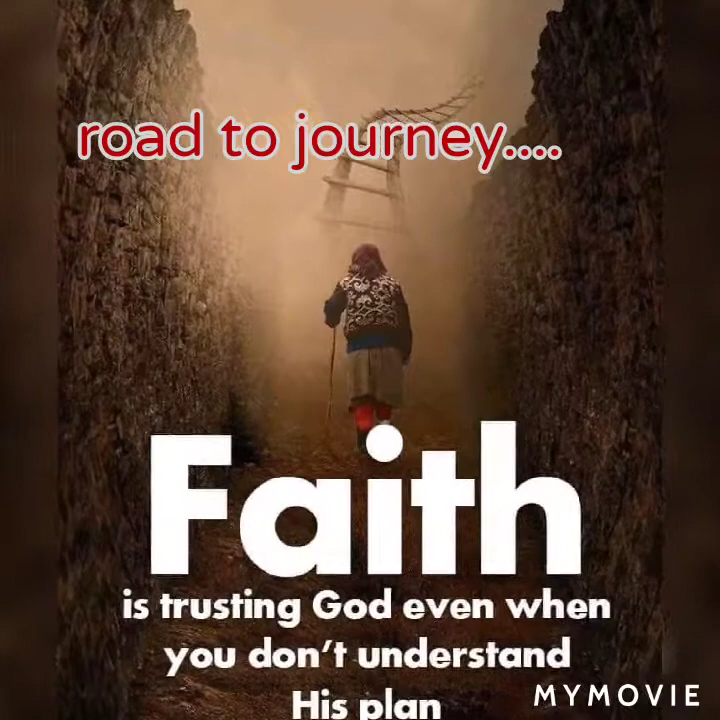 road to journey....
Faith
is trusting God even when
you don't understand
His plan
MYMOVIE